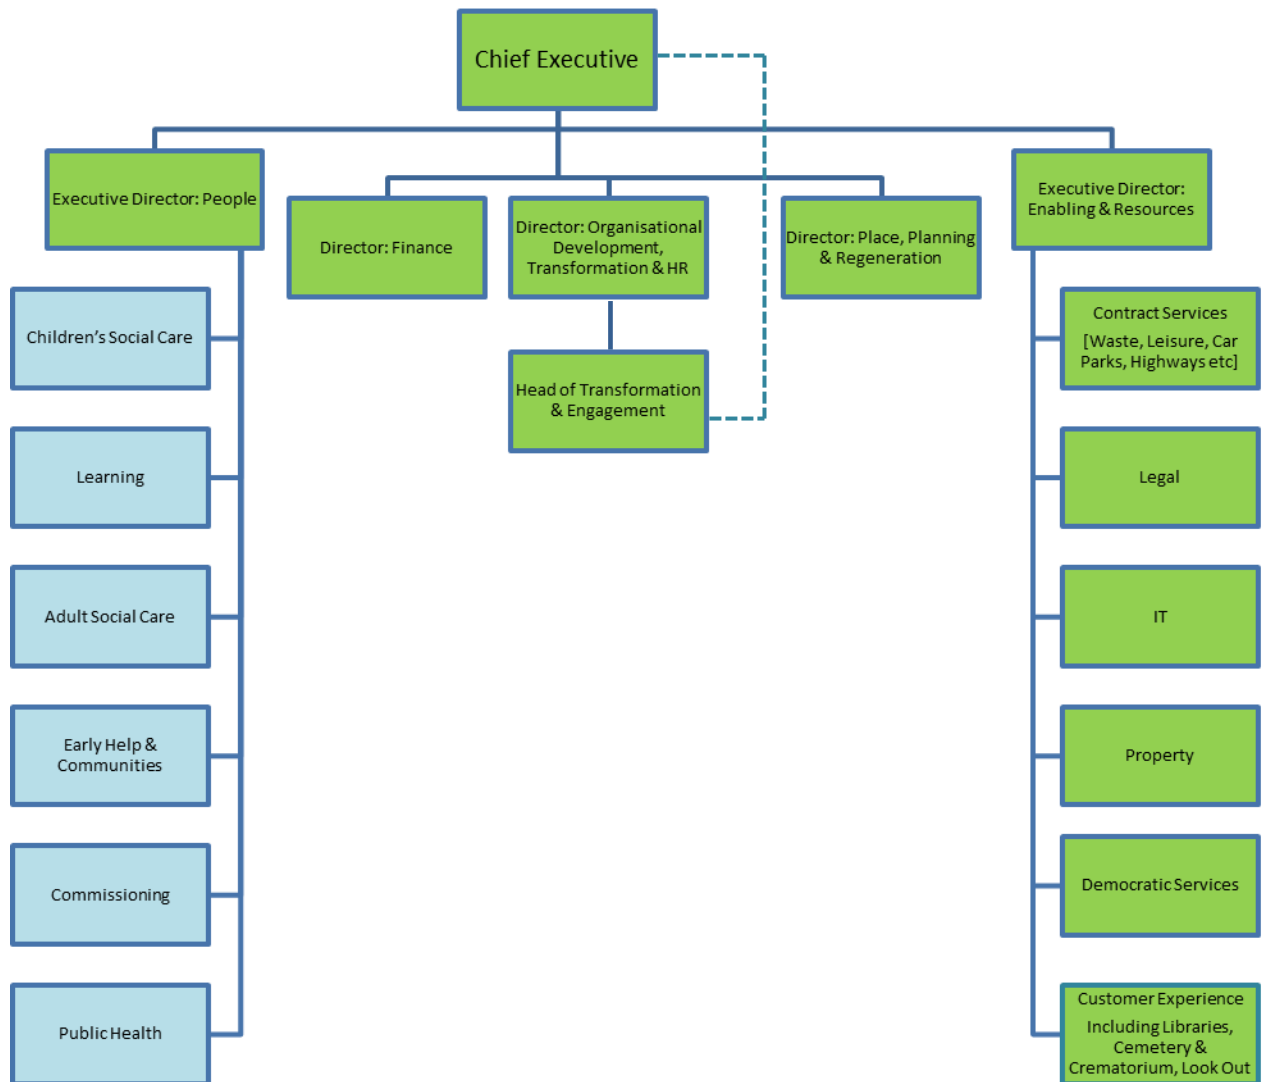 Chief Executive
Executive Director: People
Director: Finance
Director: Organisational
Development,
Transformation & HR
Director: Place, Planning
& Regeneration
Executive Director:
Enabling & Resources
Head of Transformation
& Engagement
Children’s Social Care
Learning
Adult Social Care
Early Help &
Communities
Commissioning
Public Health
Contract Services
[Waste, Leisure, Car
Parks, Highways etc]
Legal
IT
Property
Democratic Services
Customer Experience
Including Libraries,
Cemetery &
Crematorium, Look Out